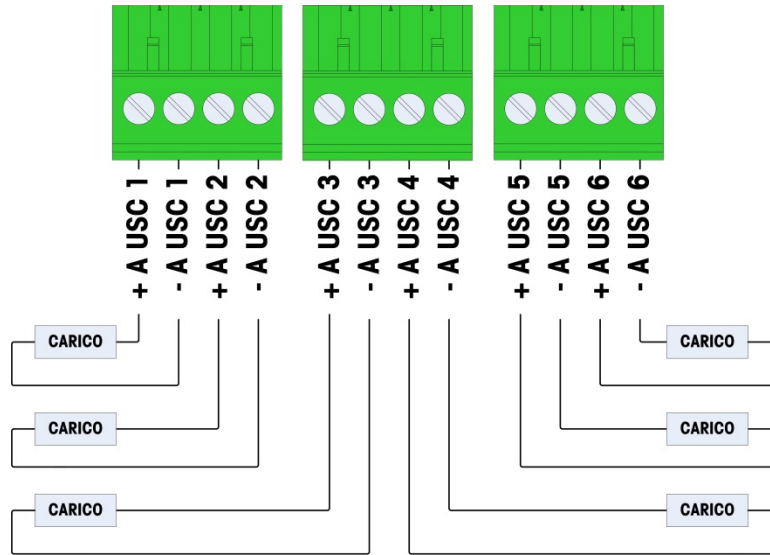 + A USC 1
- A USC 1
+ A USC 2
- A USC 2
+ A USC 3
- A USC 3
+ A USC 4
- A USC 4
+ A USC 5
- A USC 5
+ A USC 6
- A USC 6
CARICO
CARICO
CARICO
CARICO
CARICO
CARICO